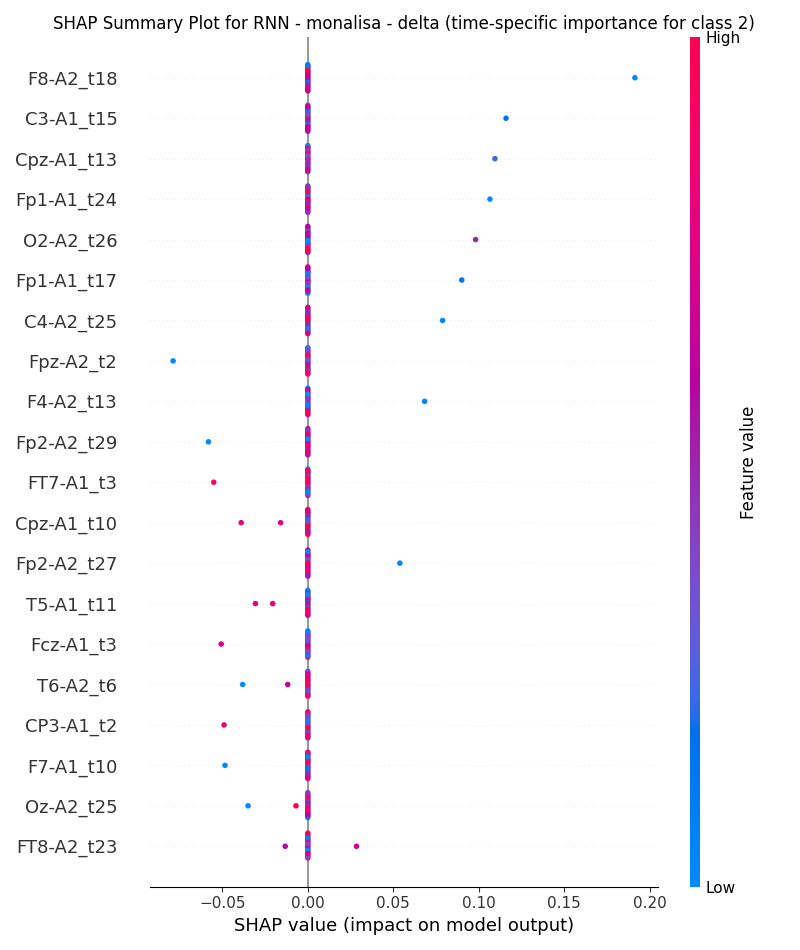 SHAP Summary Plot for RNN - monalisa - delta (time-specific importance for class 2)
High
F8-A2_t18
C3-A1_t15
Cpz-A1_t13
Fp1-A1_t24
O2-A2_t26
Fp1-A1_t17
C4-A2_t25
Fpz-A2_t2
F4-A2_t13
Fp2-A2_t29
FT7-A1_t3
Cpz-A1_t10
Fp2-A2_t27
T5-A1_t11
Fcz-A1_t3
T6-A2_t6
CP3-A1_t2
F7-A1_t10
Oz-A2_t25
FT8-A2_t23
Feature value
Low
−0.05 0.00 0.05 0.10 0.15 0.20
SHAP value (impact on model output)